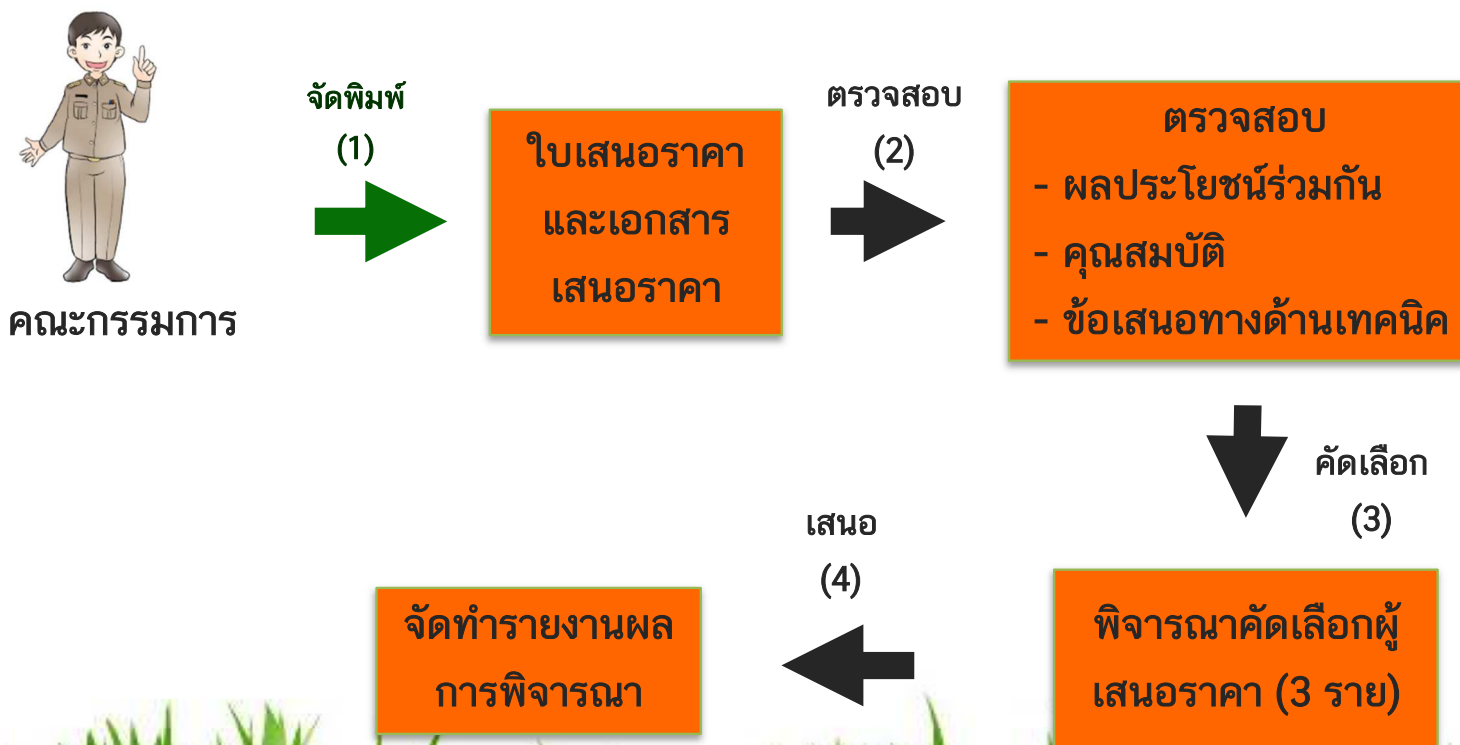 คณะกรรมการ
จัดพิมพ์
(1)
ใบเสนอราคา
และเอกสาร
เสนอราคา
ตรวจสอบ
(2)
ตรวจสอบ
- ผลประโยชน์ร่วมกัน
- คุณสมบัติ
- ข้อเสนอทางด้านเทคนิค
คัดเลือก
(3)
พิจารณาคัดเลือกผู้
เสนอราคา (3 ราย)
เสนอ
(4)
จัดทำรายงานผล
การพิจารณา